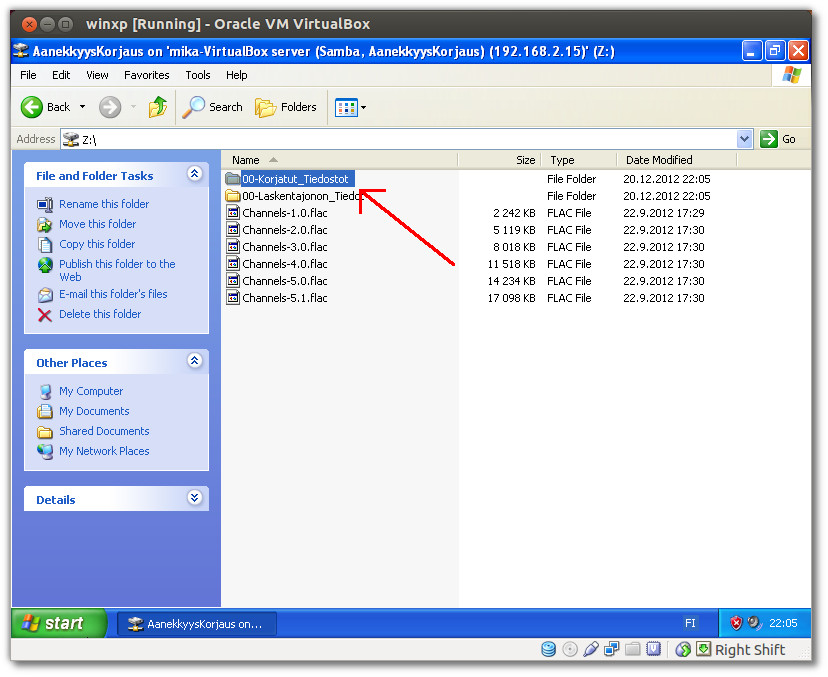 winxp [Running] - Oracle VM VirtualBox
AanekkyysKorjaus on 'mika-VirtualBox server (Samba, AanekkyysKorjaus) (192.168.2.15)' (Z:)
File Edit View Favorites Tools Help
Back Search Folders
Address Z:\ Go
File and Folder Tasks
Rename this folder
Move this folder
Copy this folder
Publish this folder to the
Web
E-mail this folder's files
Delete this folder
Other Places
My Computer
My Documents
Shared Documents
My Network Places
Details
Name Size Type Date Modified
00-Korjatut_Tiedostot File Folder 20.12.2012 22:05
00-Laskentajonon_Tiedo File Folder 20.12.2012 22:05
Channels-1.0.flac 2 242 KB FLAC File 22.9.2012 17:29
Channels-2.0.flac 5 119 KB FLAC File 22.9.2012 17:30
Channels-3.0.flac 8 018 KB FLAC File 22.9.2012 17:30
Channels-4.0.flac 11 518 KB FLAC File 22.9.2012 17:30
Channels-5.0.flac 14 234 KB FLAC File 22.9.2012 17:30
Channels-5.1.flac 17 098 KB FLAC File 22.9.2012 17:30
start AanekkyysKorjaus on... FI 22:05
Right Shift